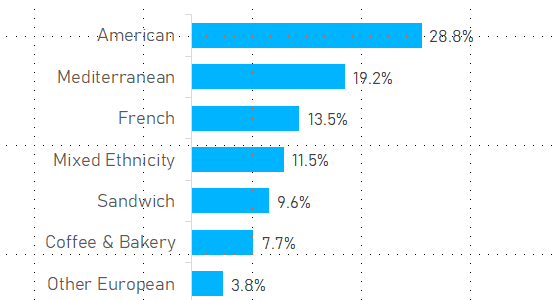 American 28.8%
Mediterranean 19.2%
French 13.5%
Mixed Ethnicity 11.5%
Sandwich 9.6%
Coffee & Bakery 7.7%
Other European 3.8%